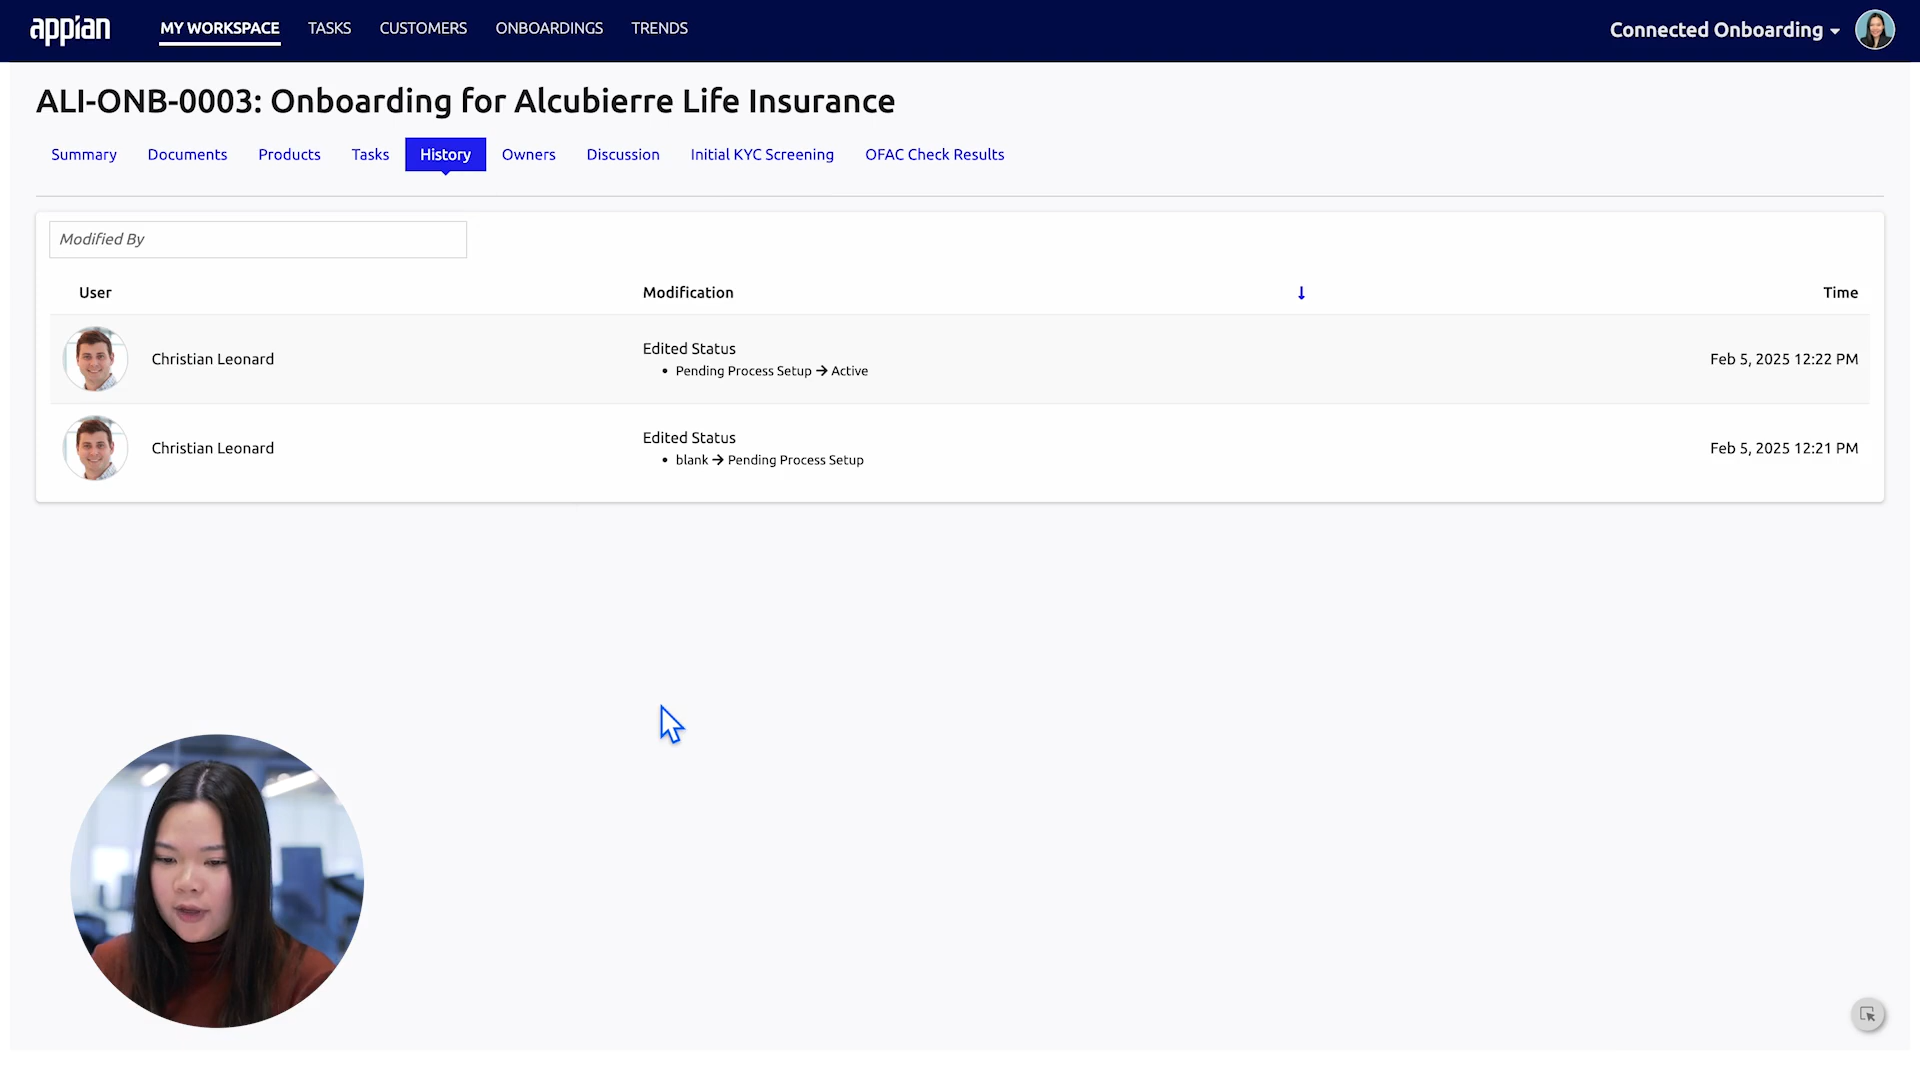 appian MY WORKSPACE TASKS CUSTOMERS ONBOARDINGS TRENDS Connected Onboarding
ALI-ONB-0003: Onboarding for Alcubierre Life Insurance
Summary Documents Products Tasks History Owners Discussion Initial KYC Screening OFAC Check Results
Modified By
User Modification Time
Christian Leonard Edited Status Feb 5, 2025 12:22 PM
• Pending Process Setup → Active
Christian Leonard Edited Status Feb 5, 2025 12:21 PM
• blank → Pending Process Setup